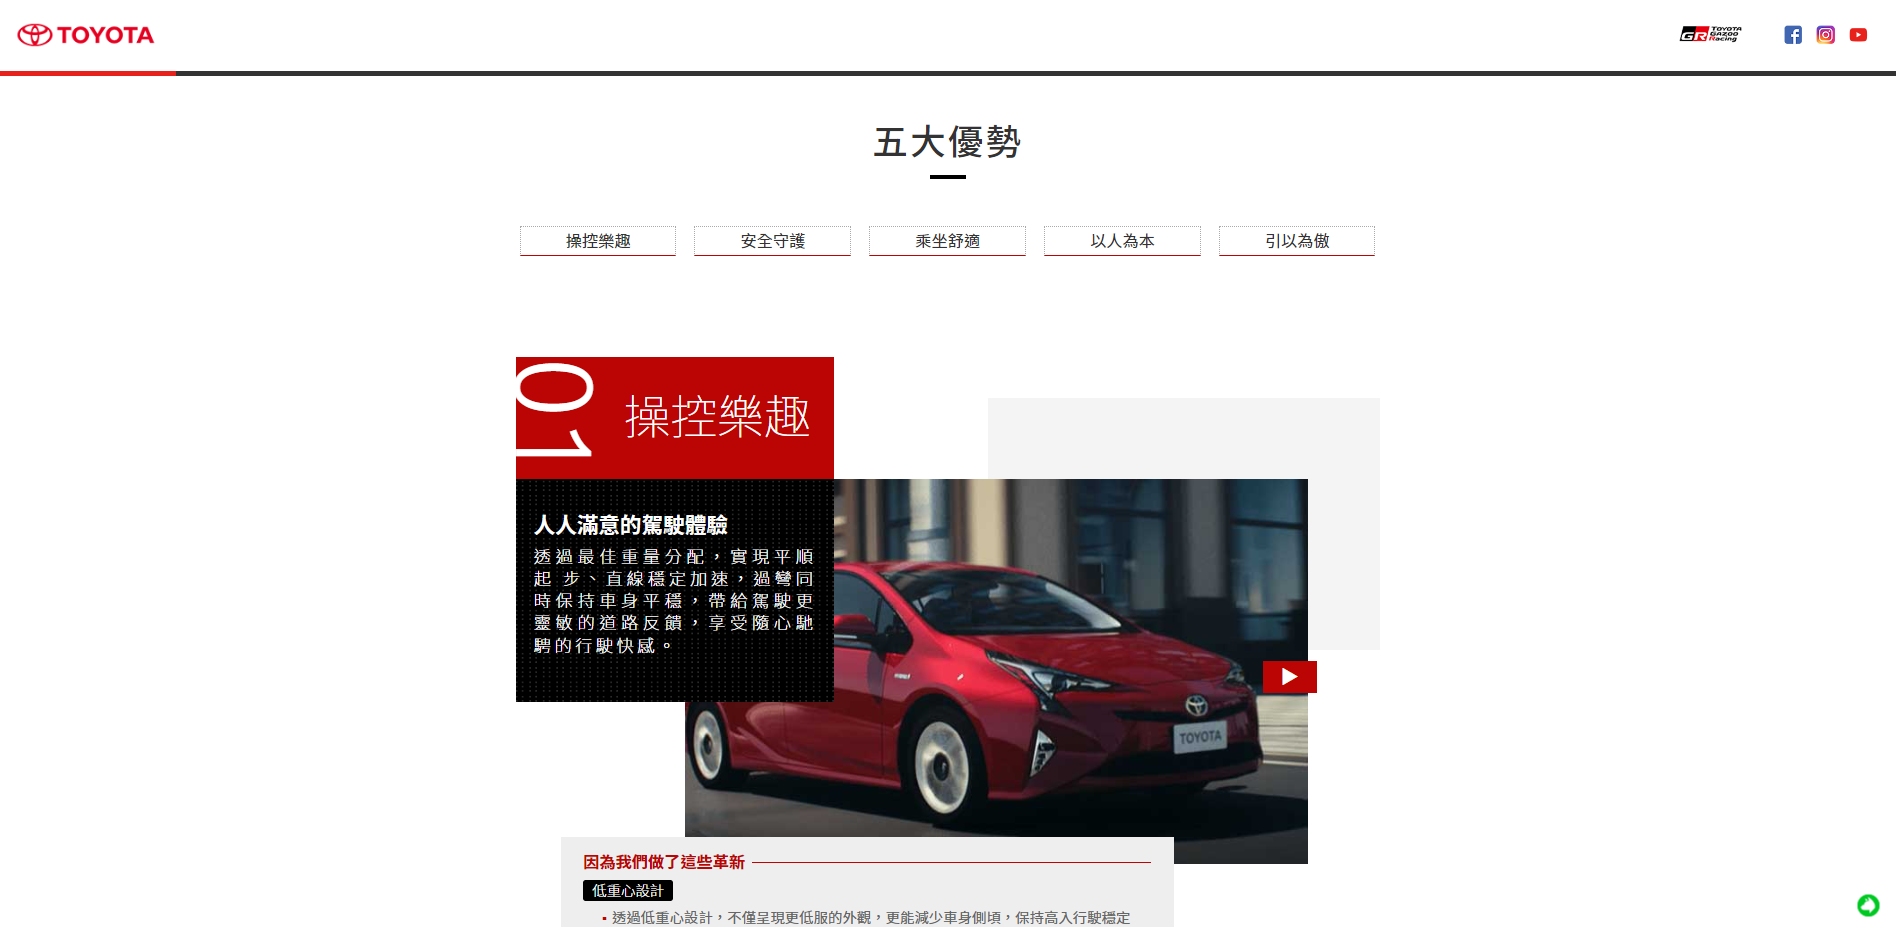 TOYOTA
GR TOYOTA GAZOO Racing
五大優勢
操控樂趣
安全守護
乘坐舒適
以人為本
引以為傲
01
操控樂趣
人人滿意的駕駛體驗
透過最佳重量分配，實現平順
起 步、直線穩定加速，過彎同
時保持車身平穩，帶給駕駛更
靈敏的道路反饋，享受隨心馳
騁的行駛快感。
TOYOTA
因為我們做了這些革新
低重心設計
透過低重心設計，不僅呈現更低服的外觀，更能減少車身側頃，保持高入行駛穩定